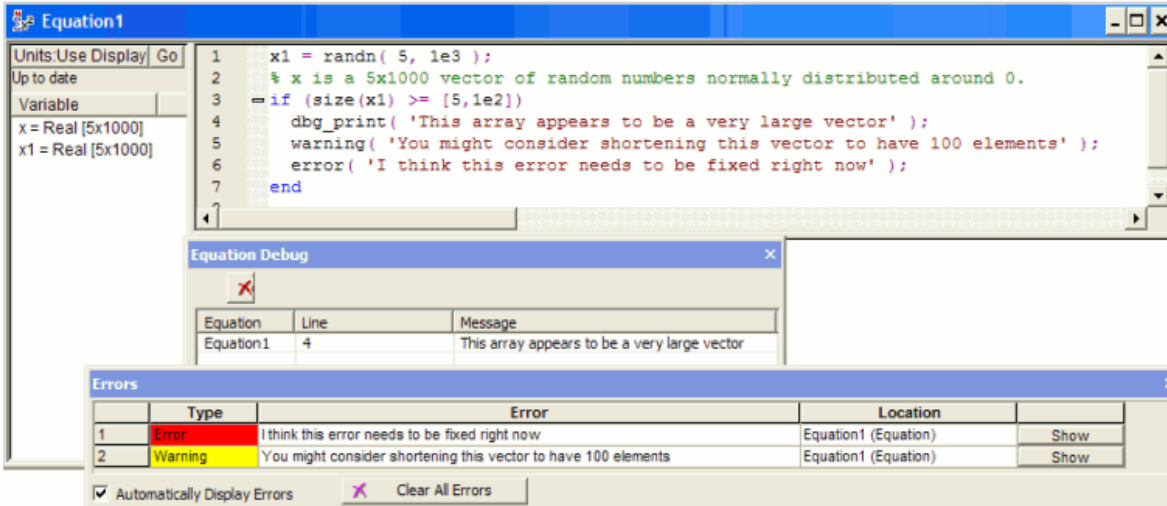 Equation1
Units:Use Display Go
Up to date
Variable
x = Real [5x1000]
x1 = Real [5x1000]
1 x1 = randn( 5, 1e3 );
2 % x is a 5x1000 vector of random numbers normally distributed around 0.
3 if (size(x1) >= [5,1e2])
4 dbg_print( 'This array appears to be a very large vector' );
5 warning( 'You might consider shortening this vector to have 100 elements' );
6 error( 'I think this error needs to be fixed right now' );
7 end
Equation Debug
Equation Line Message
Equation1 4 This array appears to be a very large vector
Errors
Type Error Location
1 Error I think this error needs to be fixed right now Equation1 (Equation) Show
2 Warning You might consider shortening this vector to have 100 elements Equation1 (Equation) Show
Automatically Display Errors Clear All Errors